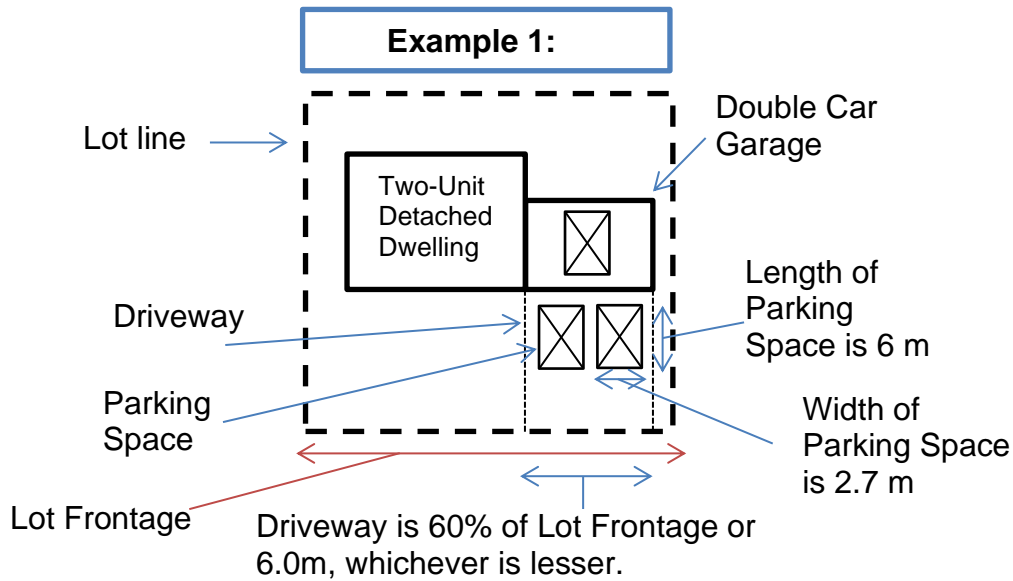 Example 1:
Double Car
Garage
Lot line
Two-Unit
Detached
Dwelling
Length of
Parking
Space is 6 m
Driveway
Parking
Space
Width of
Parking Space
is 2.7 m
Lot Frontage
Driveway is 60% of Lot Frontage or
6.0m, whichever is lesser.